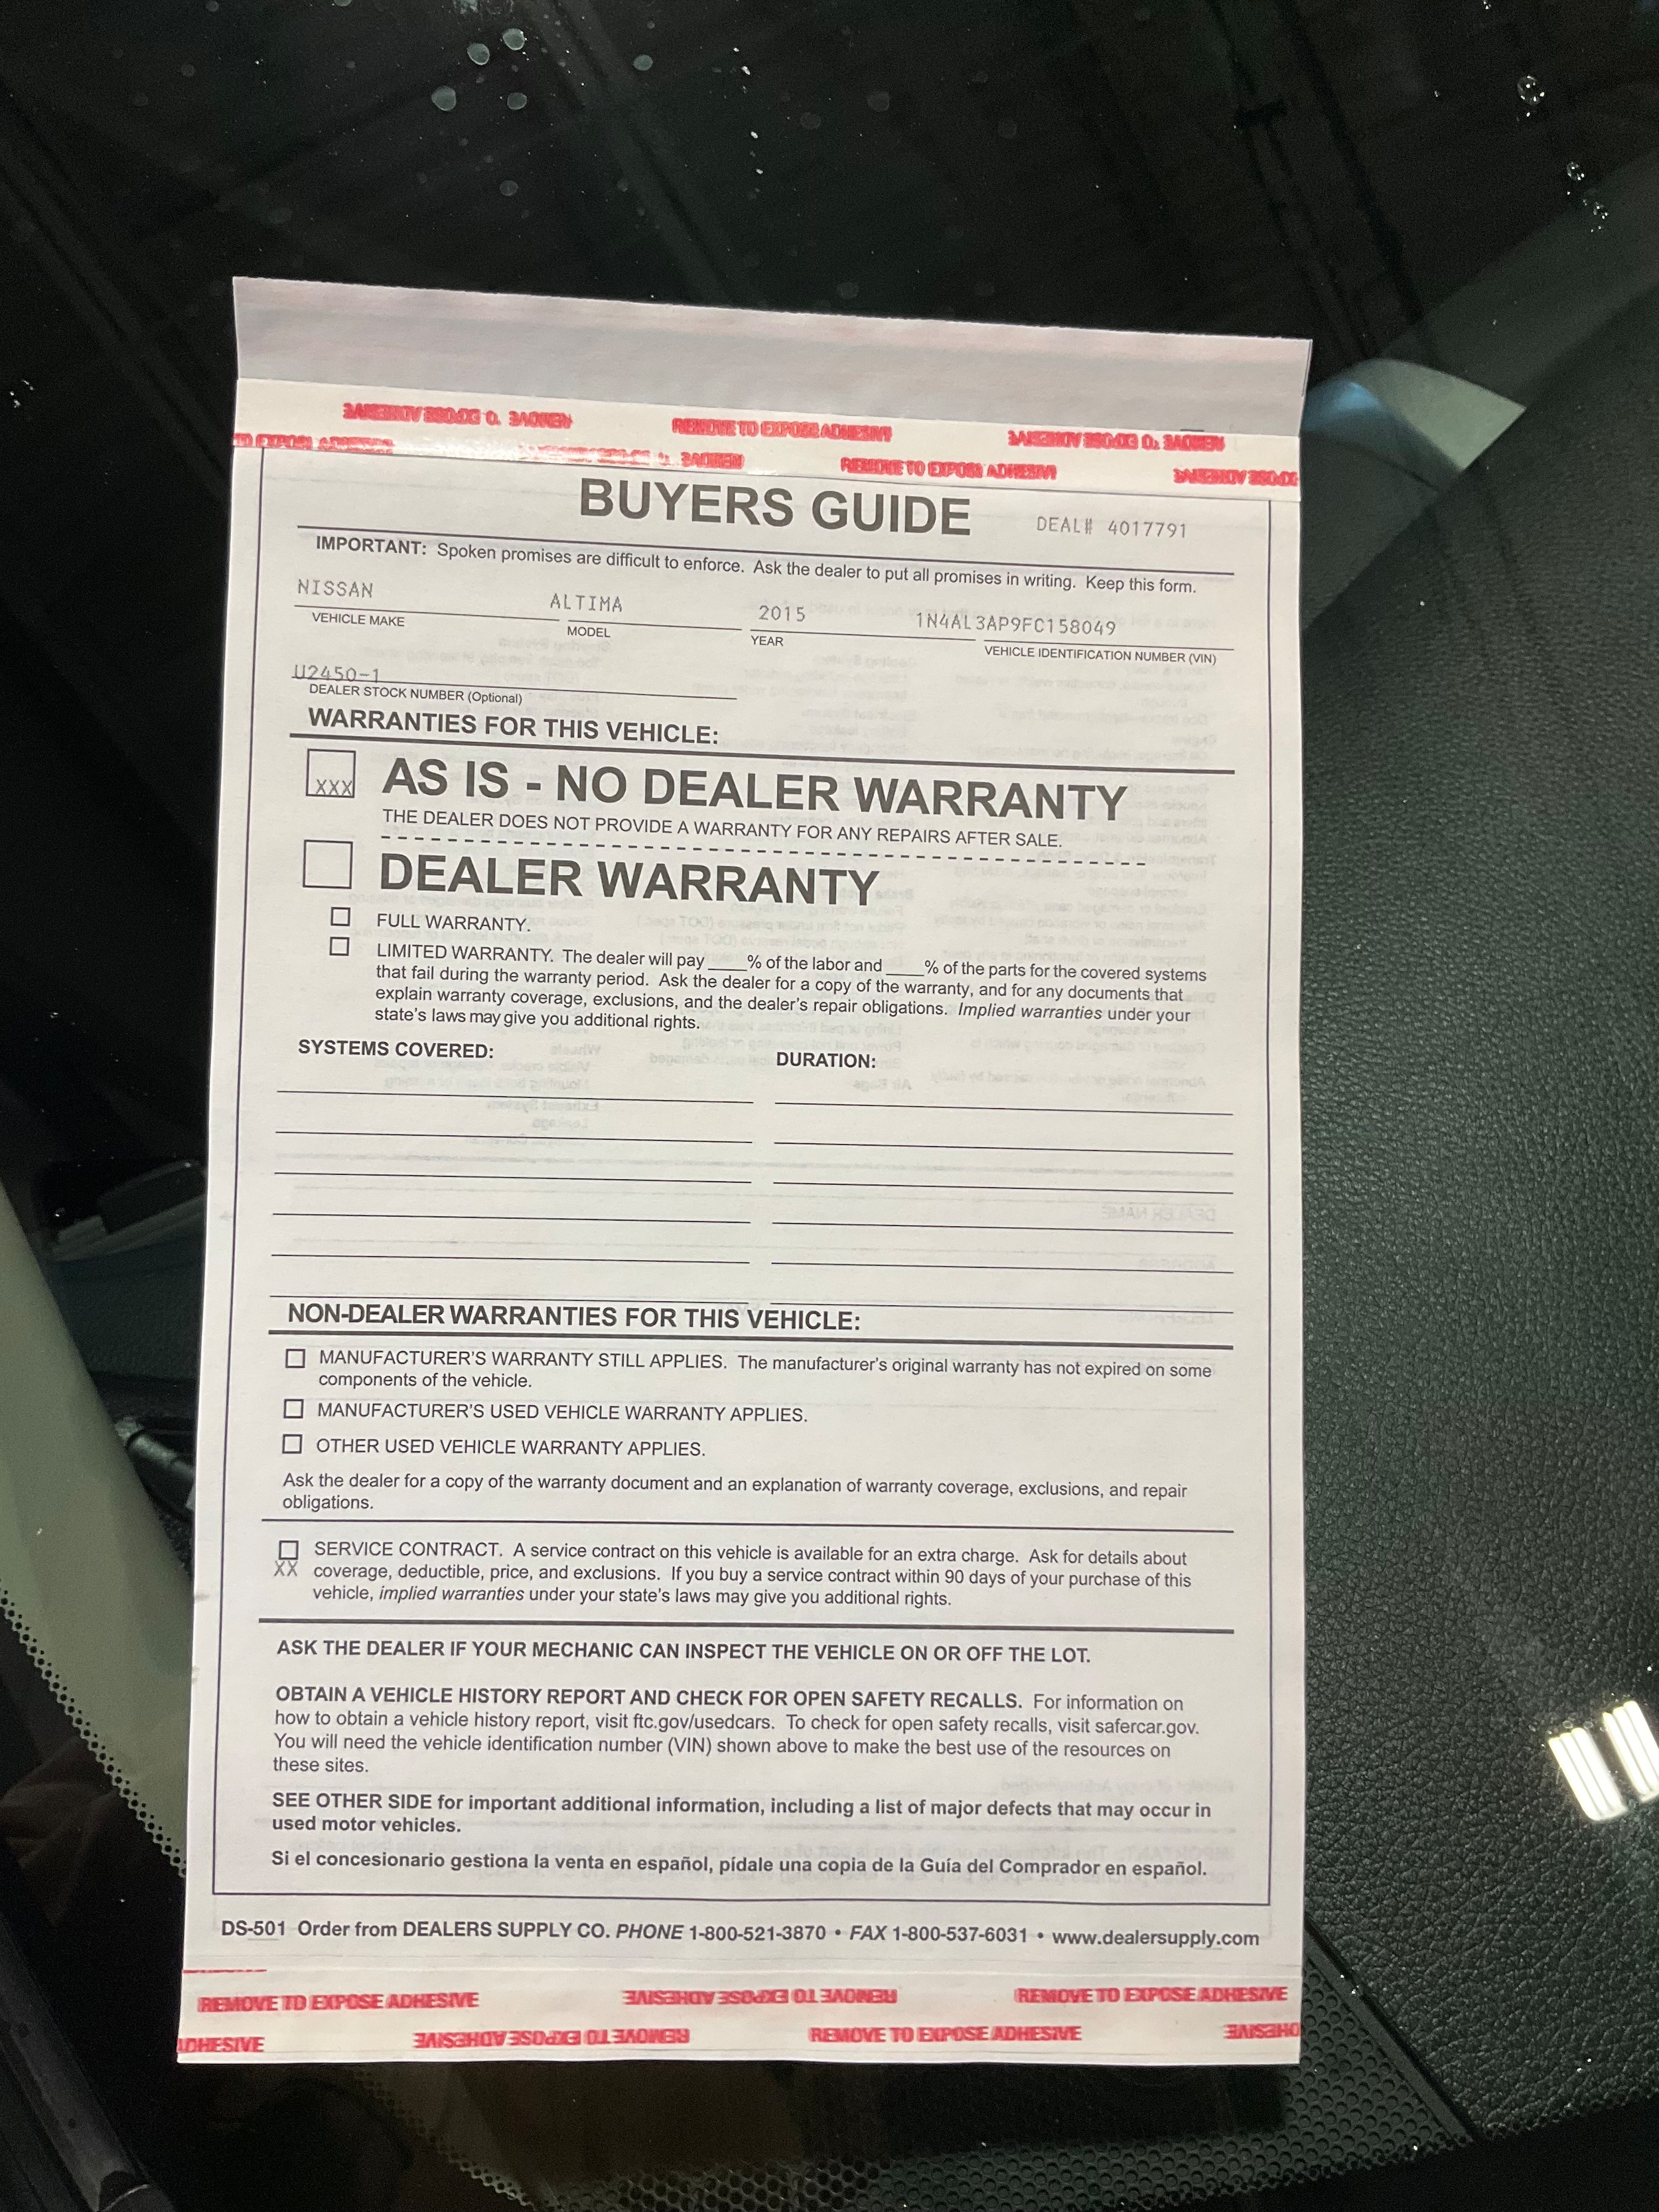 REMOVE TO EXPOSE ADHESIVE
REMOVE TO EXPOSE ADHESIVE
BUYERS GUIDE
DEAL# 4017791
IMPORTANT: Spoken promises are difficult to enforce. Ask the dealer to put all promises in writing. Keep this form.
NISSAN ALTIMA 2015 1N4AL3AP9FC158049
VEHICLE MAKE MODEL YEAR VEHICLE IDENTIFICATION NUMBER (VIN)
U2450-1
DEALER STOCK NUMBER (Optional)
WARRANTIES FOR THIS VEHICLE:
XXX AS IS - NO DEALER WARRANTY
THE DEALER DOES NOT PROVIDE A WARRANTY FOR ANY REPAIRS AFTER SALE.
DEALER WARRANTY
FULL WARRANTY.
LIMITED WARRANTY. The dealer will pay ____% of the labor and ____% of the parts for the covered systems
that fail during the warranty period. Ask the dealer for a copy of the warranty, and for any documents that
explain warranty coverage, exclusions, and the dealer's repair obligations. Implied warranties under your
state's laws may give you additional rights.
SYSTEMS COVERED: DURATION:
NON-DEALER WARRANTIES FOR THIS VEHICLE:
MANUFACTURER'S WARRANTY STILL APPLIES. The manufacturer's original warranty has not expired on some
components of the vehicle.
MANUFACTURER'S USED VEHICLE WARRANTY APPLIES.
OTHER USED VEHICLE WARRANTY APPLIES.
Ask the dealer for a copy of the warranty document and an explanation of warranty coverage, exclusions, and repair
obligations.
SERVICE CONTRACT. A service contract on this vehicle is available for an extra charge. Ask for details about
XX coverage, deductible, price, and exclusions. If you buy a service contract within 90 days of your purchase of this
vehicle, implied warranties under your state's laws may give you additional rights.
ASK THE DEALER IF YOUR MECHANIC CAN INSPECT THE VEHICLE ON OR OFF THE LOT.
OBTAIN A VEHICLE HISTORY REPORT AND CHECK FOR OPEN SAFETY RECALLS. For information on
how to obtain a vehicle history report, visit ftc.gov/usedcars. To check for open safety recalls, visit safercar.gov.
You will need the vehicle identification number (VIN) shown above to make the best use of the resources on
these sites.
SEE OTHER SIDE for important additional information, including a list of major defects that may occur in
used motor vehicles.
Si el concesionario gestiona la venta en español, pídale una copia de la Guía del Comprador en español.
DS-501 Order from DEALERS SUPPLY CO. PHONE 1-800-521-3870 • FAX 1-800-537-6031 • www.dealersupply.com
REMOVE TO EXPOSE ADHESIVE REMOVE TO EXPOSE ADHESIVE REMOVE TO EXPOSE ADHESIVE
ADHESIVE REMOVE TO EXPOSE ADHESIVE REMOVE TO EXPOSE ADHESIVE